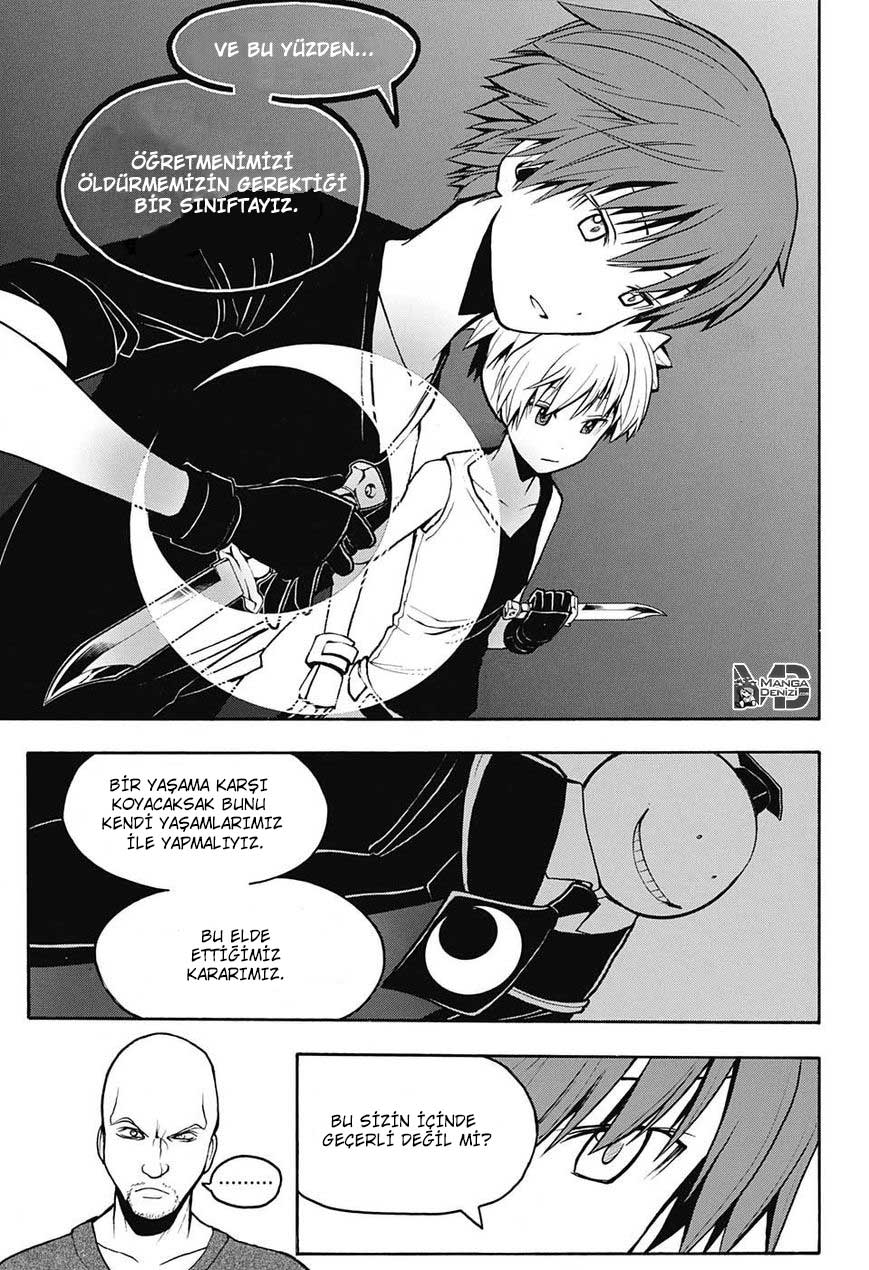 VE BU YÜZDEN...
ÖĞRETMENİMİZİ
ÖLDÜRMEMİZİN GEREKTİĞİ
BİR SINIFTAYIZ.
MANGA
DENİZİ.com
BİR YAŞAMA KARŞI
KOYACAKSAK BUNU
KENDİ YAŞAMLARIMIZ
İLE YAPMALIYIZ.
BU ELDE
ETTİĞİMİZ
KARARIMIZ.
BU SİZİN İÇİNDE
GEÇERLİ DEĞİL Mİ?
..........